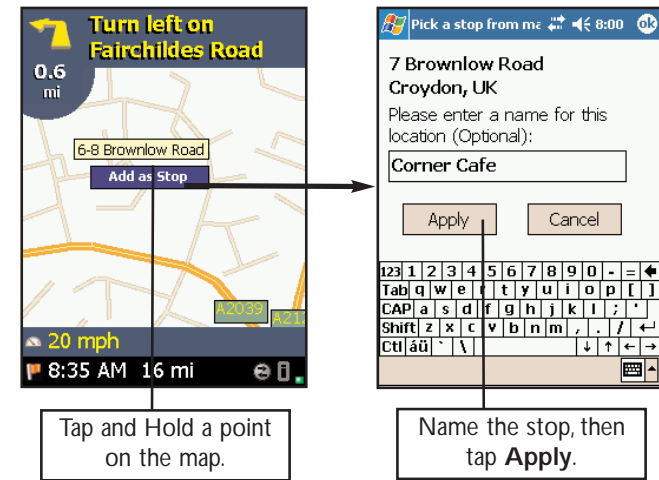 Turn left on
Fairchildes Road
0.6
mi
6-8 Brownlow Road
Add as Stop
A2039
20 mph
8:35 AM 16 mi
Tap and Hold a point
on the map.
Pick a stop from ma 8:00 ok
7 Brownlow Road
Croydon, UK
Please enter a name for this
location (Optional):
Corner Cafe
Apply Cancel
123 1 2 3 4 5 6 7 8 9 0 - =
Tab q w e r t y u i o p [ ]
CAP a s d f g h j k l ; '
Shift z x c v b n m , . /
Ctl áü ` \
Name the stop, then
tap Apply.